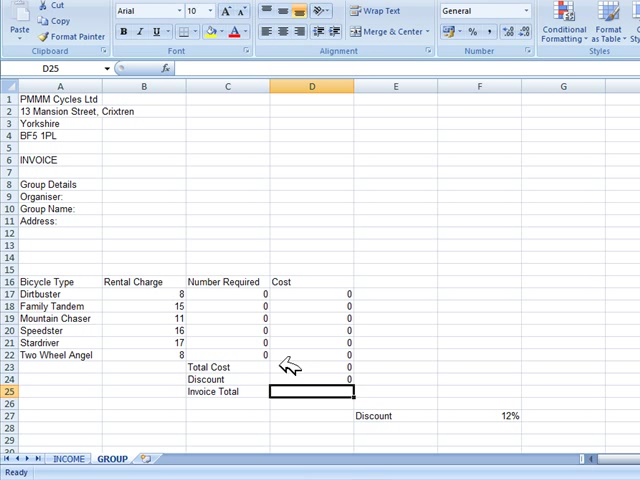 Cut
Copy
Paste
Format Painter
Clipboard
Arial 10
B I U
Font
Wrap Text
Merge & Center
Alignment
General
% ,
Number
Conditional Formatting
Format as Table
Styles
D25
fx
A B C D E F G
1 PMMM Cycles Ltd
2 13 Mansion Street, Crixtren
3 Yorkshire
4 BF5 1PL
5
6 INVOICE
7
8 Group Details
9 Organiser:
10 Group Name:
11 Address:
12
13
14
15
16 Bicycle Type Rental Charge Number Required Cost
17 Dirtbuster 8 0 0
18 Family Tandem 15 0 0
19 Mountain Chaser 11 0 0
20 Speedster 16 0 0
21 Stardriver 17 0 0
22 Two Wheel Angel 8 0 0
23 Total Cost 0
24 Discount 0
25 Invoice Total
26
27 Discount 12%
28
29
30
INCOME GROUP
Ready